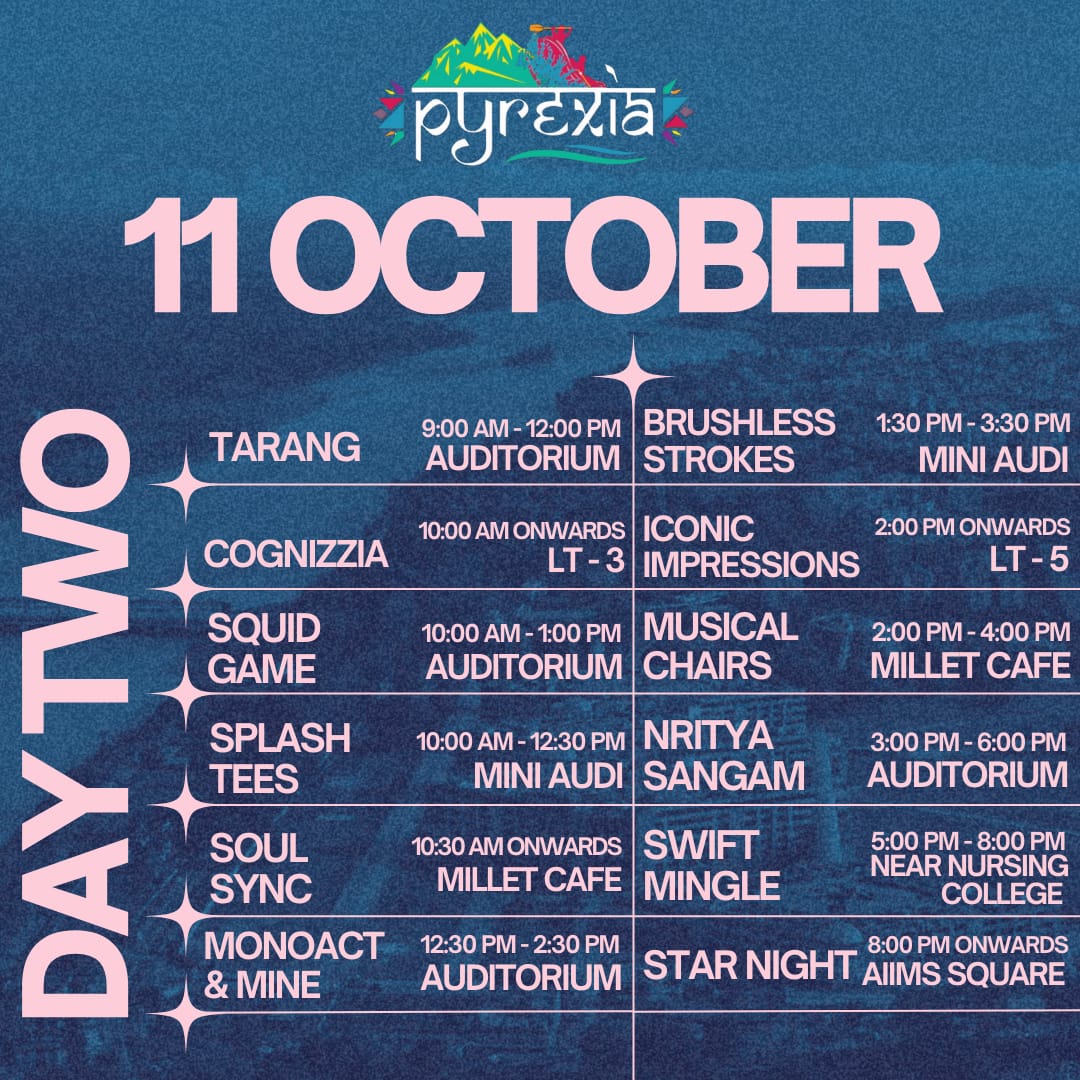 pyrexia
11 OCTOBER
DAY TWO
TARANG
9:00 AM - 12:00 PM
AUDITORIUM
COGNIZZIA
10:00 AM ONWARDS
LT - 3
SQUID
GAME
10:00 AM - 1:00 PM
AUDITORIUM
SPLASH
TEES
10:00 AM - 12:30 PM
MINI AUDI
SOUL
SYNC
10:30 AM ONWARDS
MILLET CAFE
MONOACT
& MINE
12:30 PM - 2:30 PM
AUDITORIUM
BRUSHLESS
STROKES
1:30 PM - 3:30 PM
MINI AUDI
ICONIC
IMPRESSIONS
2:00 PM ONWARDS
LT - 5
MUSICAL
CHAIRS
2:00 PM - 4:00 PM
MILLET CAFE
NRITYA
SANGAM
3:00 PM - 6:00 PM
AUDITORIUM
SWIFT
MINGLE
5:00 PM - 8:00 PM
NEAR NURSING
COLLEGE
STAR NIGHT
8:00 PM ONWARDS
AIIMS SQUARE